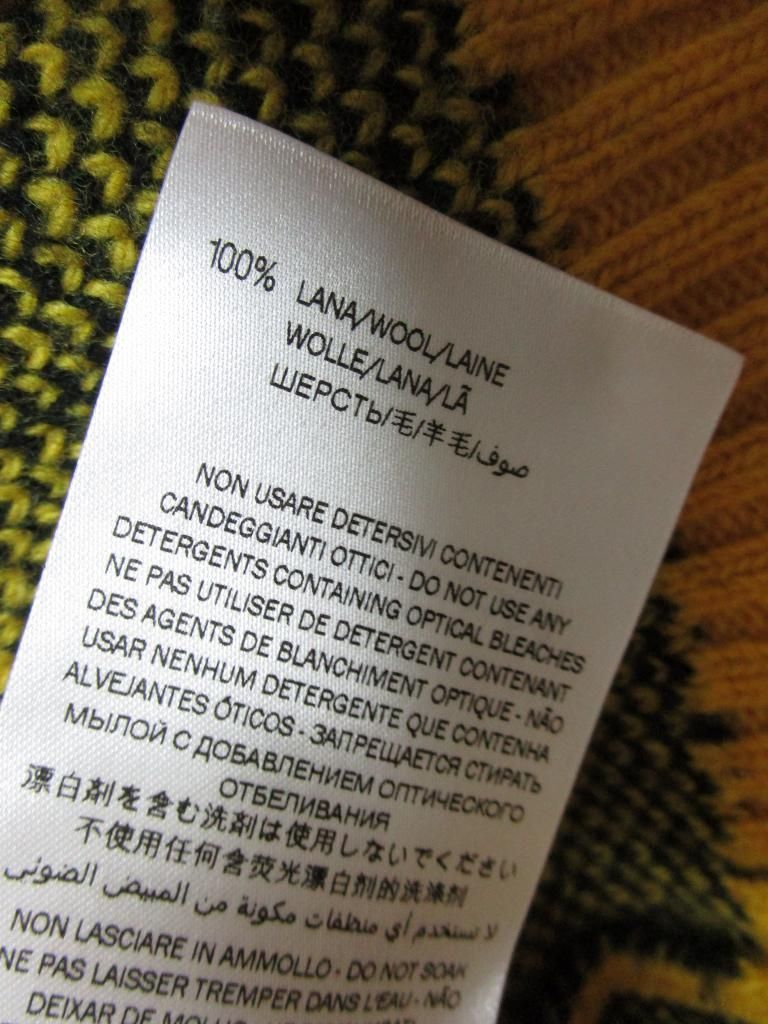 100% LANA/WOOL/LAINE
WOLLE/LANA/LÃ
ШЕРСТЬ/毛/羊毛/صوف
NON USARE DETERSIVI CONTENENTI
CANDEGGIANTI OTTICI - DO NOT USE ANY
DETERGENTS CONTAINING OPTICAL BLEACHES
NE PAS UTILISER DE DETERGENT CONTENANT
DES AGENTS DE BLANCHIMENT OPTIQUE - NÃO
USAR NENHUM DETERGENTE QUE CONTENHA
ALVEJANTES ÓTICOS - ЗАПРЕЩАЕТСЯ СТИРАТЬ
МЫЛОЙ С ДОБАВЛЕНИЕМ ОПТИЧЕСКОГО
ОТБЕЛИВАНИЯ
漂白剤を含む洗剤は使用しないでください
不使用任何含荧光漂白剂的洗涤剂
لا تستخدم أي منظفات مكونة من المبيض الضوئي
NON LASCIARE IN AMMOLLO - DO NOT SOAK
NE PAS LAISSER TREMPER DANS L'EAU - NÃO
DEIXAR DE